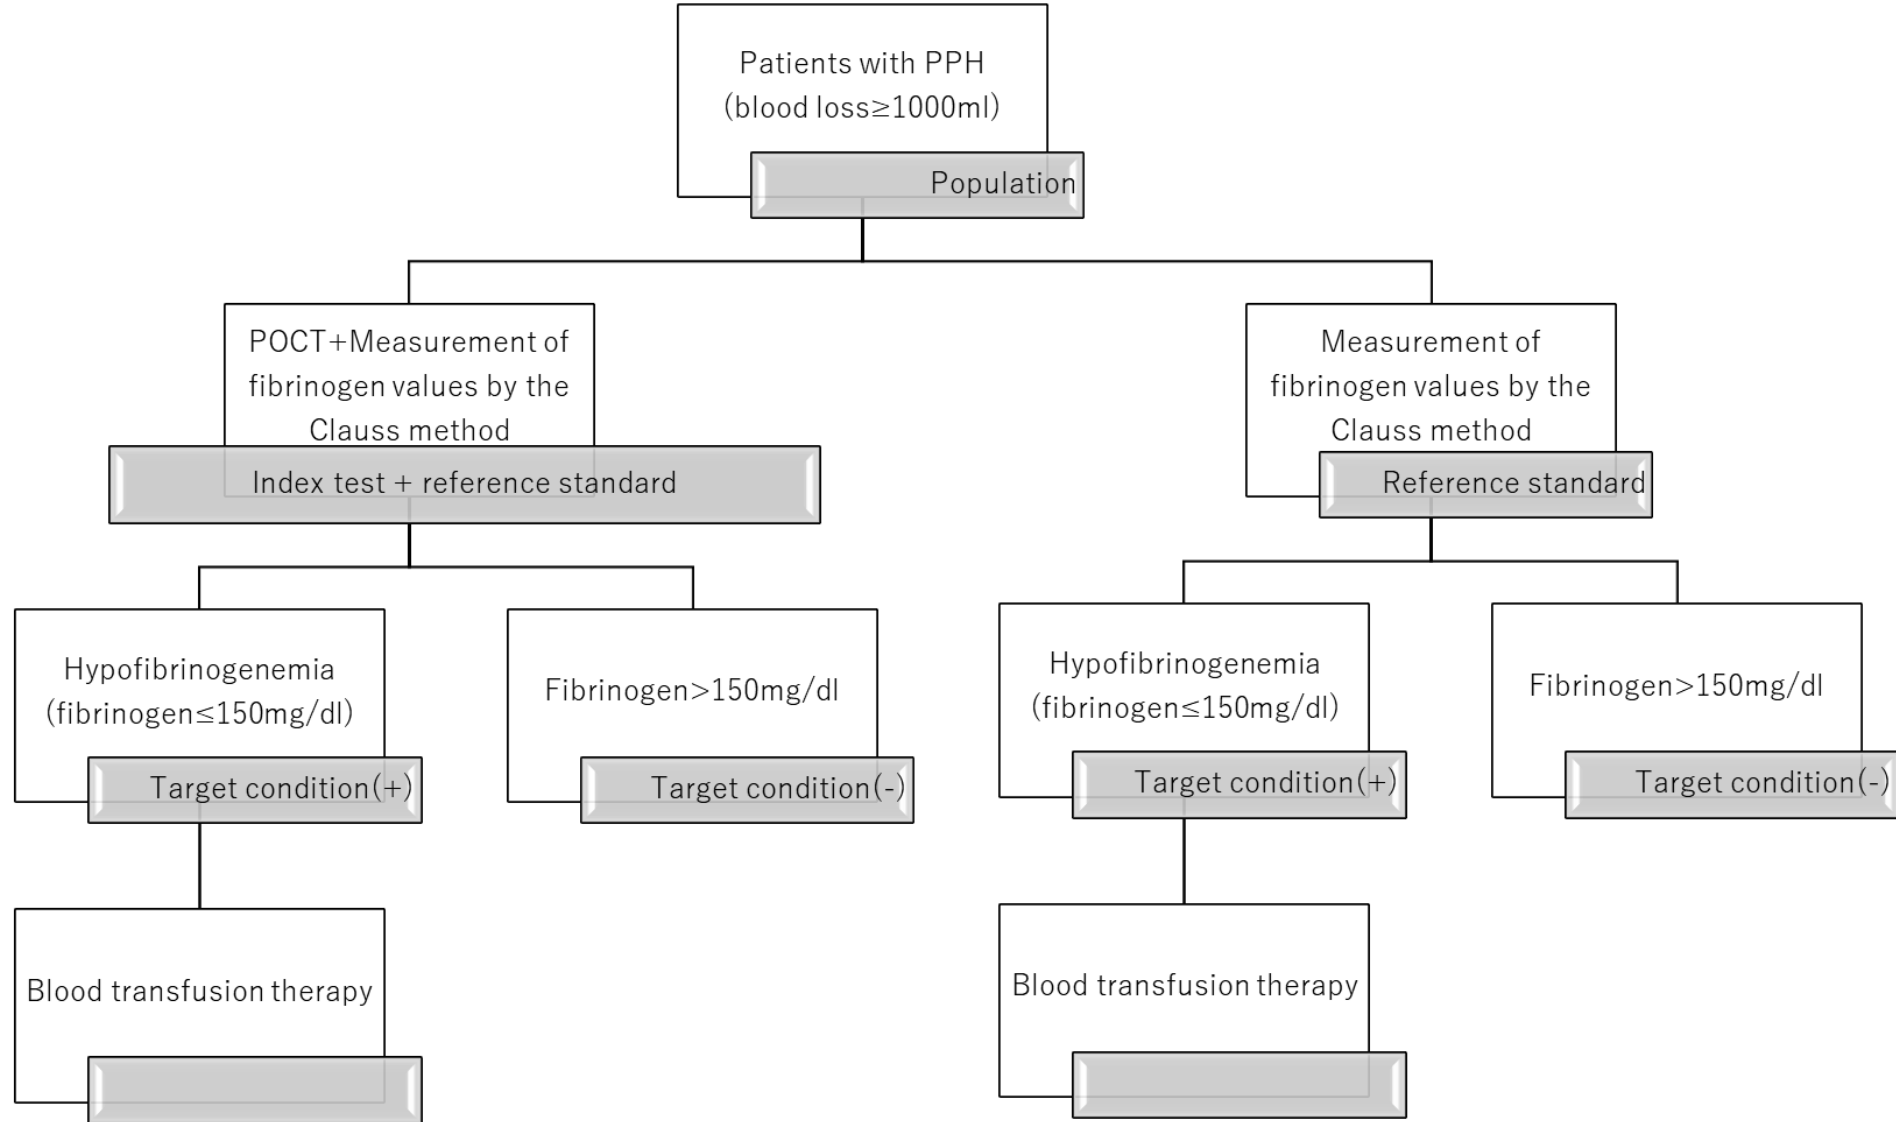 Patients with PPH
(blood loss≥1000ml)
Population
POCT+Measurement of
fibrinogen values by the
Clauss method
Index test + reference standard
Measurement of
fibrinogen values by the
Clauss method
Reference standard
Hypofibrinogenemia
(fibrinogen≤150mg/dl)
Target condition(+)
Fibrinogen>150mg/dl
Target condition(-)
Hypofibrinogenemia
(fibrinogen≤150mg/dl)
Target condition(+)
Fibrinogen>150mg/dl
Target condition(-)
Blood transfusion therapy
Blood transfusion therapy